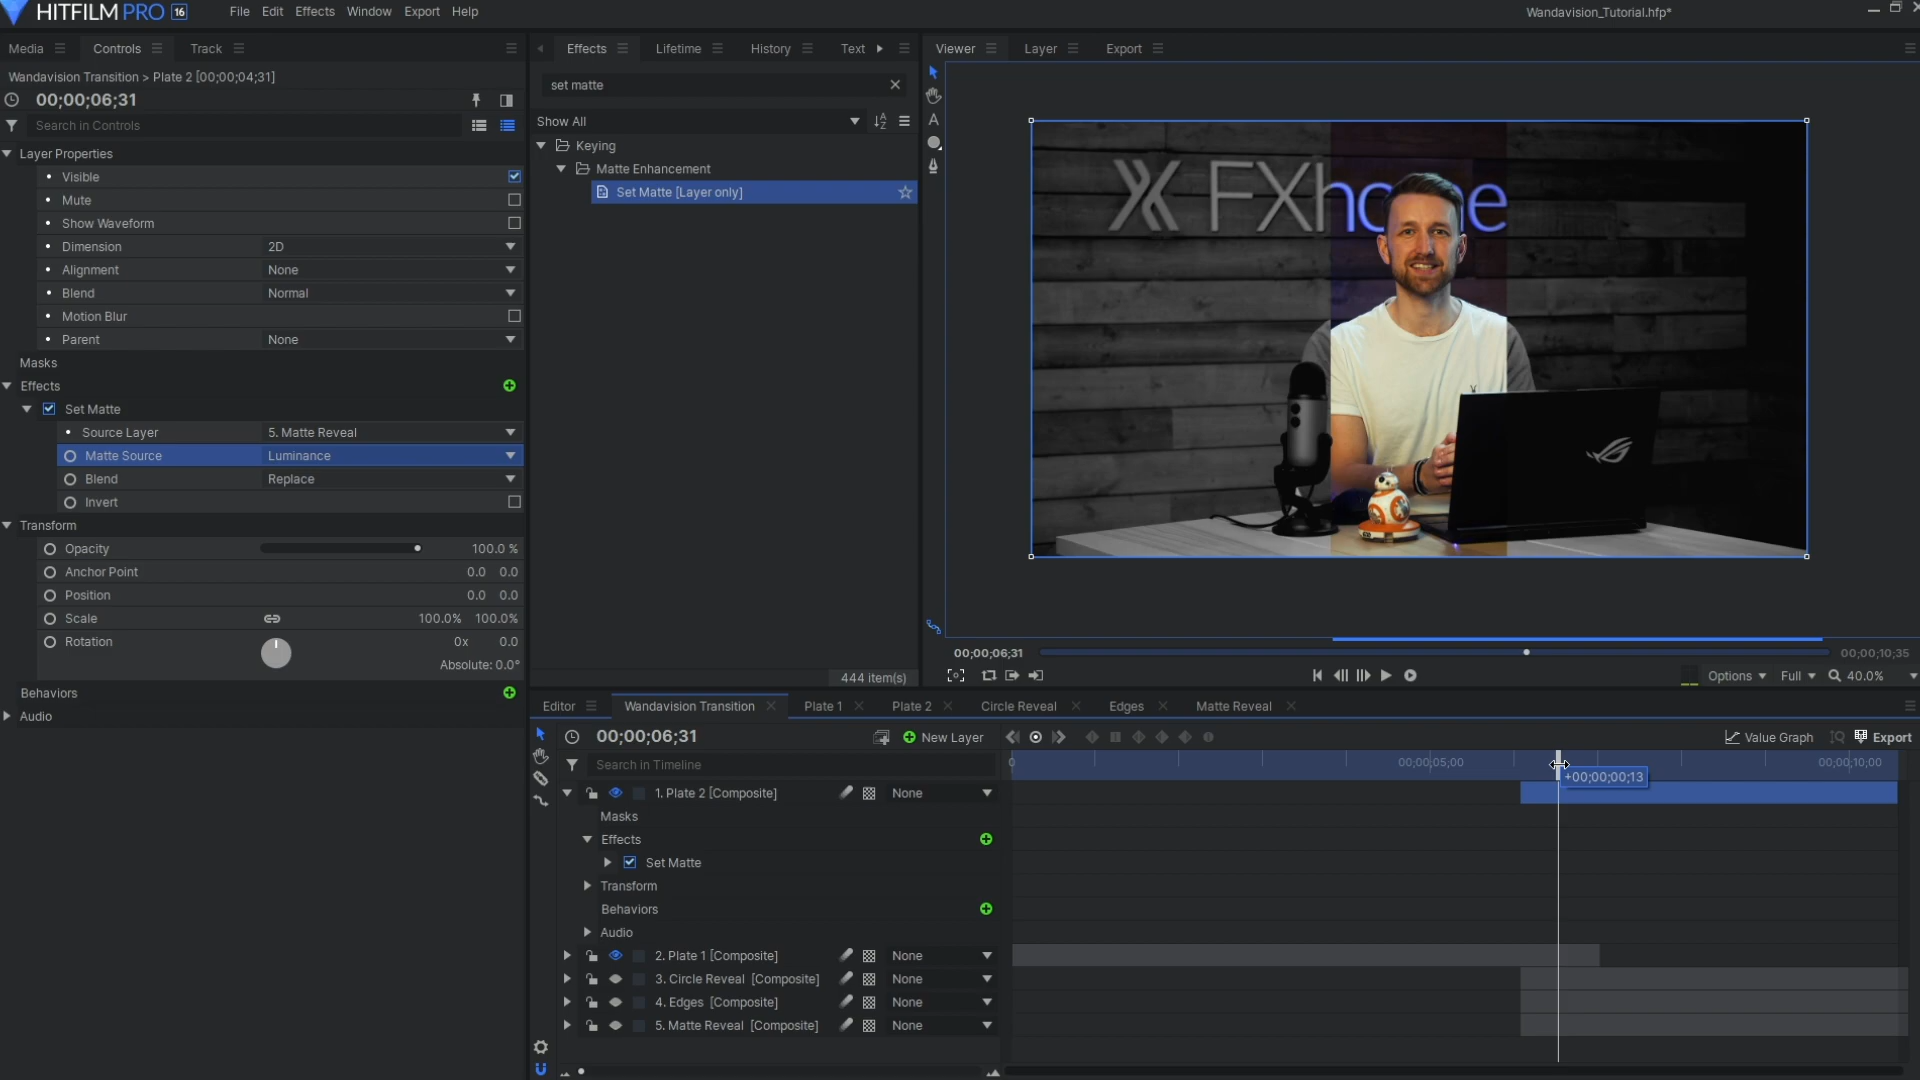 HITFILM PRO 16
File Edit Effects Window Export Help
Wandavision_Tutorial.hfp*
Media Controls Track
Effects Lifetime History Text
Viewer Layer Export
Wandavision Transition > Plate 2 [00;00;04;31]
00;00;06;31
Search in Controls
Layer Properties
Visible
Mute
Show Waveform
Dimension 2D
Alignment None
Blend Normal
Motion Blur
Parent None
Masks
Effects
Set Matte
Source Layer 5. Matte Reveal
Matte Source Luminance
Blend Replace
Invert
Transform
Opacity 100.0 %
Anchor Point 0.0 0.0
Position 0.0 0.0
Scale 100.0% 100.0%
Rotation 0x 0.0
Absolute: 0.0°
Behaviors
Audio
set matte
Show All
Keying
Matte Enhancement
Set Matte [Layer only]
444 item(s)
FXhome
00;00;06;31
00;00;10;35
Options Full 40.0%
Editor Wandavision Transition Plate 1 Plate 2 Circle Reveal Edges Matte Reveal
00;00;06;31
New Layer
Value Graph
Export
Search in Timeline
0 00;00;05;00 00;00;10;00
+00;00;00;13
1. Plate 2 [Composite] None
Masks
Effects
Set Matte
Transform
Behaviors
Audio
2. Plate 1 [Composite] None
3. Circle Reveal [Composite] None
4. Edges [Composite] None
5. Matte Reveal [Composite] None